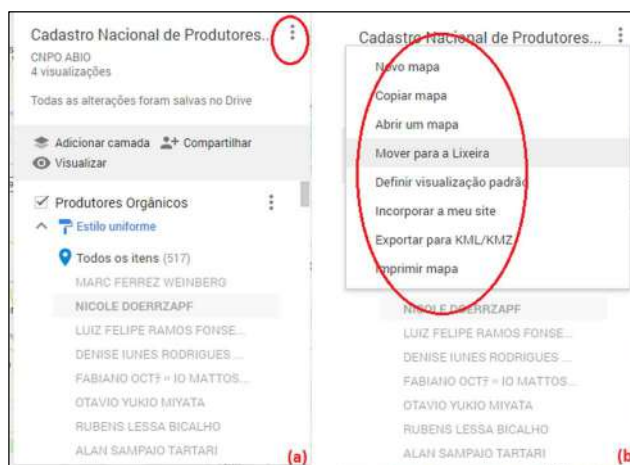 Cadastro Nacional de Produtores..
CNPO ABIO
4 visualizações
Todas as alterações foram salvas no Drive
Adicionar camada Compartilhar
Visualizar
Produtores Orgânicos
Estilo uniforme
Todos os itens (517)
MARC FERREZ WEINBERG
NICOLE DOERRZAPF
LUIZ FELIPE RAMOS FONSE...
DENISE IUNES RODRIGUES ...
FABIANO OCT? = IO MATTOS...
OTAVIO YUKIO MIYATA
RUBENS LESSA BICALHO
ALAN SAMPAIO TARTARI
(a)
Cadastro Nacional de Produtores...
Novo mapa
Copiar mapa
Abrir um mapa
Mover para a Lixeira
Definir visualização padrão
Incorporar a meu site
Exportar para KML/KMZ
Imprimir mapa
NICOLE DOERRZAPF
LUIZ FELIPE RAMOS FONSE...
DENISE IUNES RODRIGUES ...
FABIANO OCT? = IO MATTOS...
OTAVIO YUKIO MIYATA
RUBENS LESSA BICALHO
ALAN SAMPAIO TARTARI
(b